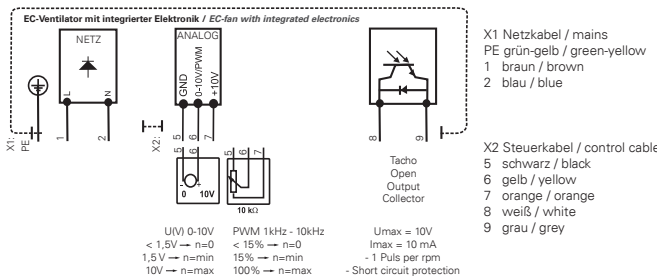 EC-Ventilator mit integrierter Elektronik / EC-fan with integrated electronics
NETZ
L
N
ANALOG
GND
0-10V/PWM
+10V
X1:
PE
1
2
X2:
5
6
7
8
9
5
6
- +
0 10V
5
6
7
10 kΩ
Tacho
Open
Output
Collector
U(V) 0-10V
< 1,5V → n=0
1,5 V → n=min
10V → n=max
PWM 1kHz - 10kHz
< 15% → n=0
15% → n=min
100% → n=max
Umax = 10V
Imax = 10 mA
- 1 Puls per rpm
- Short circuit protection
X1 Netzkabel / mains
PE grün-gelb / green-yellow
1 braun / brown
2 blau / blue
X2 Steuerkabel / control cable
5 schwarz / black
6 gelb / yellow
7 orange / orange
8 weiß / white
9 grau / grey